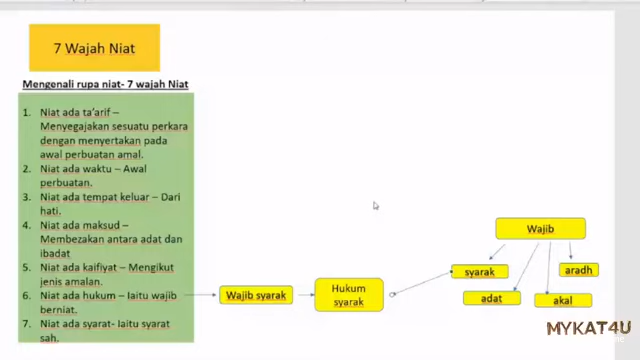 7 Wajah Niat
Mengenali rupa niat- 7 wajah Niat
1. Niat ada ta'arif –
Menyegajakan sesuatu perkara
dengan menyertakan pada
awal perbuatan amal.
2. Niat ada waktu – Awal
perbuatan.
3. Niat ada tempat keluar – Dari
hati.
4. Niat ada maksud –
Membezakan antara adat dan
ibadat
5. Niat ada kaifiyat – Mengikut
jenis amalan.
6. Niat ada hukum – Iaitu wajib
berniat.
7. Niat ada syarat- Iaitu syarat
sah.
Wajib syarak
Hukum
syarak
Wajib
syarak
aradh
adat
akal
MYKAT4U